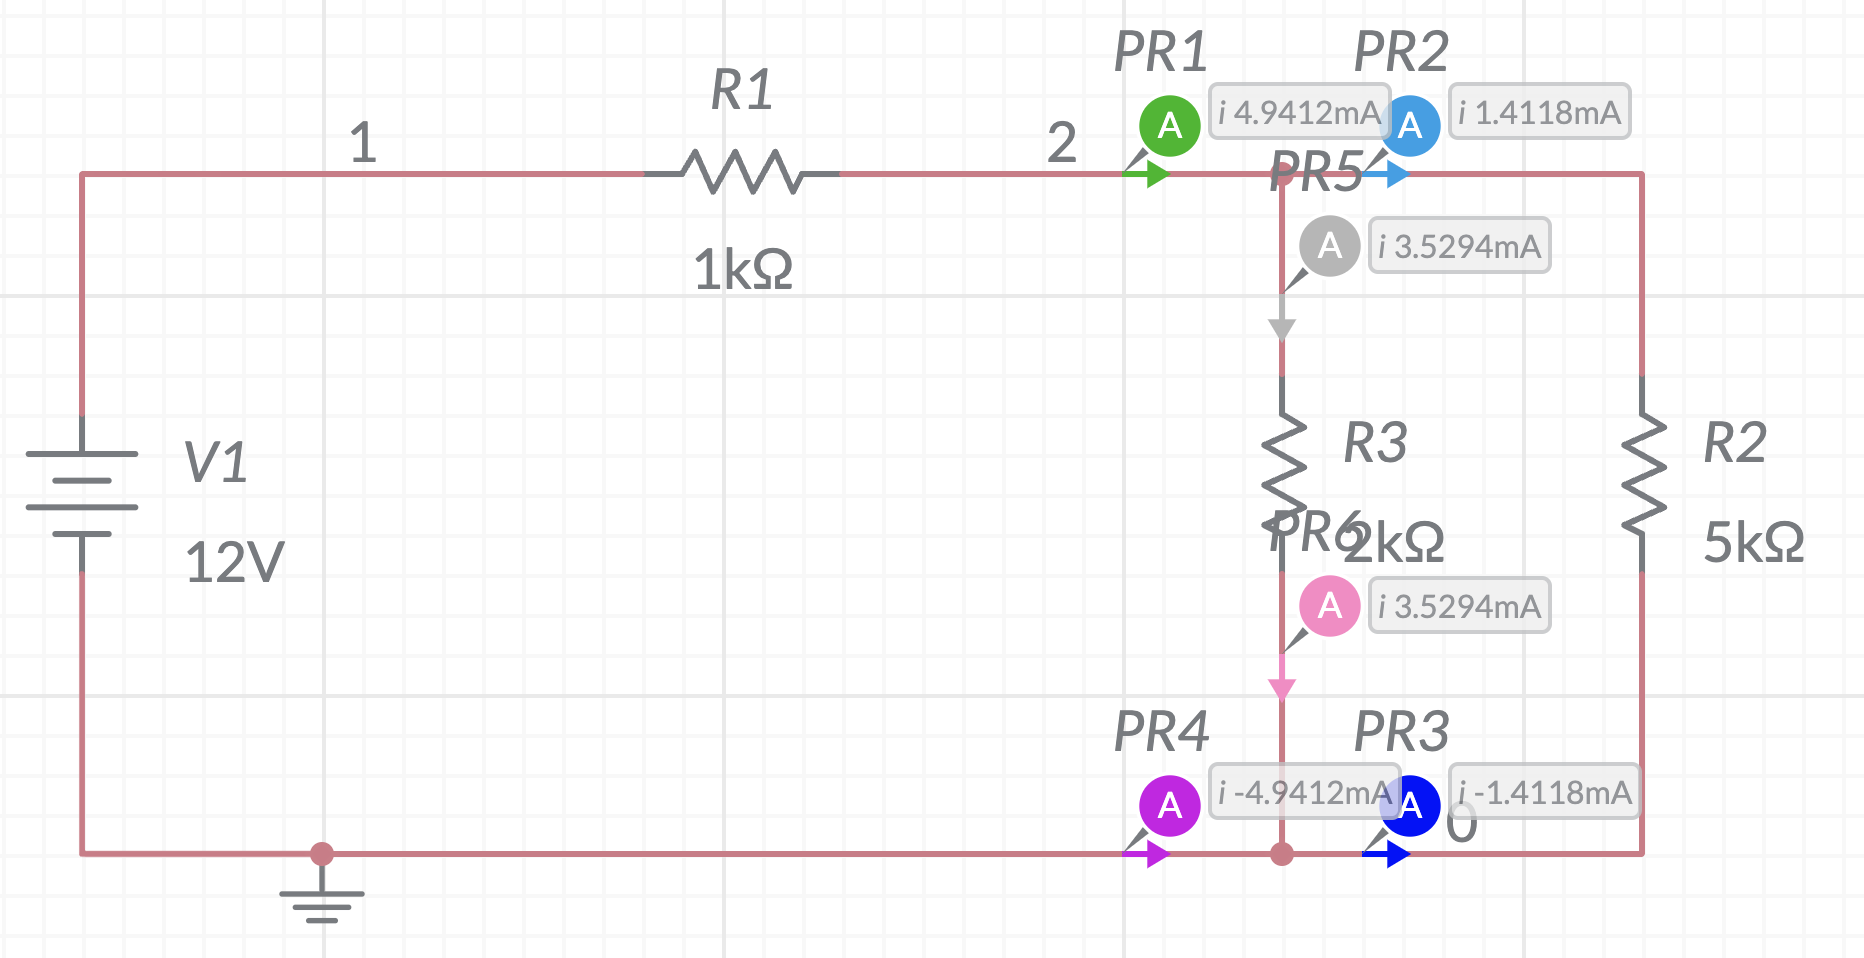 PR1
PR2
R1
A
i 4.9412mA
A
i 1.4118mA
1
2
PR5
A
i 3.5294mA
1kΩ
V1
12V
R3
2kΩ
R2
5kΩ
PR6
A
i 3.5294mA
PR4
PR3
A
i -4.9412mA
A
i -1.4118mA
0